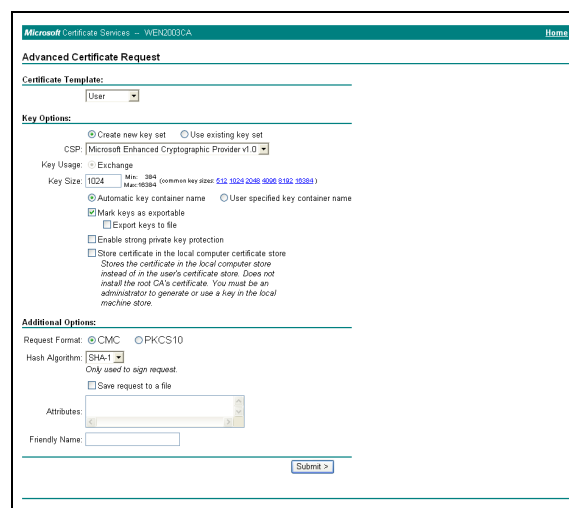 Microsoft Certificate Services -- WEN2003CA Home
Advanced Certificate Request
Certificate Template:
User
Key Options:
Create new key set Use existing key set
CSP: Microsoft Enhanced Cryptographic Provider v1.0
Key Usage: Exchange
Key Size: 1024 Min: 384 Max:16384 (common key sizes: 512 1024 2048 4096 8192 16384 )
Automatic key container name User specified key container name
Mark keys as exportable
Export keys to file
Enable strong private key protection
Store certificate in the local computer certificate store
Stores the certificate in the local computer store
instead of in the user's certificate store. Does not
install the root CA's certificate. You must be an
administrator to generate or use a key in the local
machine store.
Additional Options:
Request Format: CMC PKCS10
Hash Algorithm: SHA-1
Only used to sign request.
Save request to a file
Attributes:
Friendly Name:
Submit >